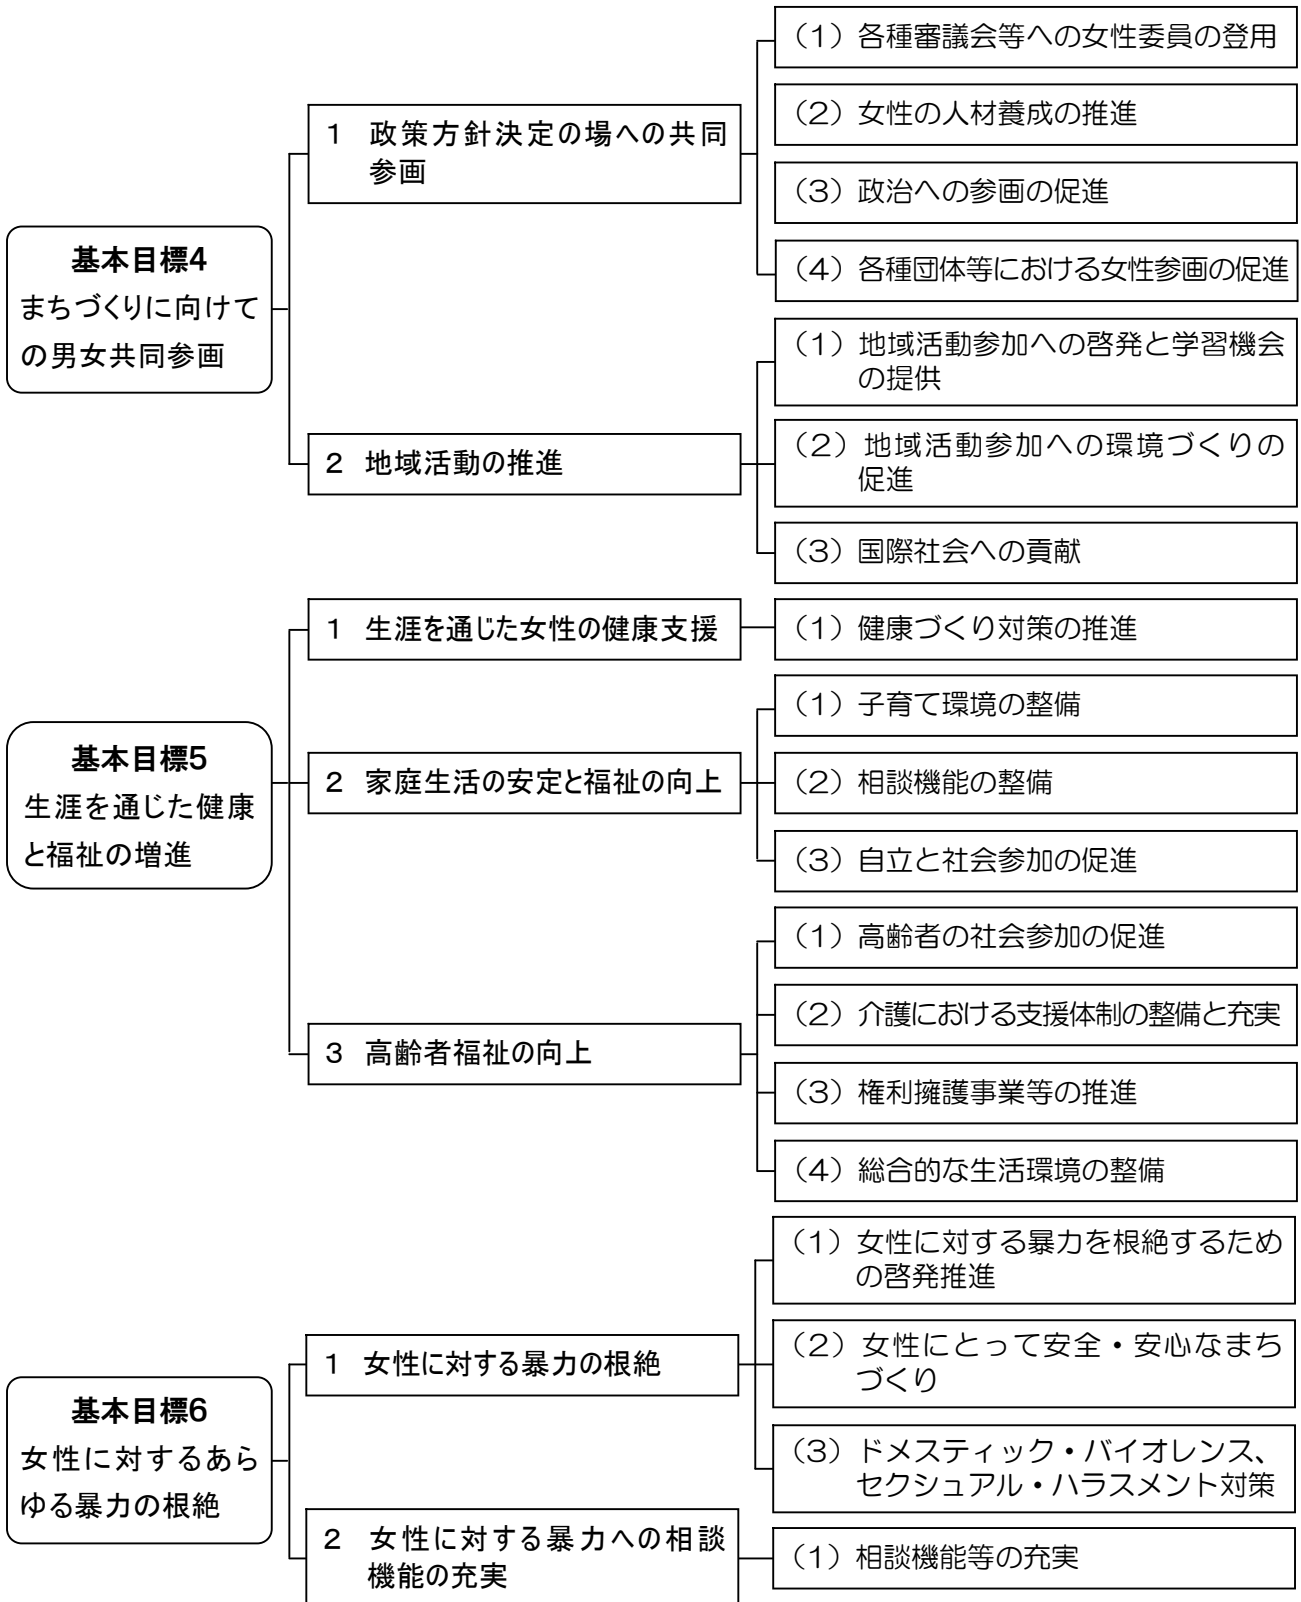 基本目標4
まちづくりに向けて
の男女共同参画
1 政策方針決定の場への共同
参画
(1) 各種審議会等への女性委員の登用
(2) 女性の人材養成の推進
(3) 政治への参画の促進
(4) 各種団体等における女性参画の促進
2 地域活動の推進
(1) 地域活動参加への啓発と学習機会
の提供
(2) 地域活動参加への環境づくりの
促進
(3) 国際社会への貢献
基本目標5
生涯を通じた健康
と福祉の増進
1 生涯を通じた女性の健康支援
(1) 健康づくり対策の推進
2 家庭生活の安定と福祉の向上
(1) 子育て環境の整備
(2) 相談機能の整備
(3) 自立と社会参加の促進
3 高齢者福祉の向上
(1) 高齢者の社会参加の促進
(2) 介護における支援体制の整備と充実
(3) 権利擁護事業等の推進
(4) 総合的な生活環境の整備
基本目標6
女性に対するあら
ゆる暴力の根絶
1 女性に対する暴力の根絶
(1) 女性に対する暴力を根絶するため
の啓発推進
(2) 女性にとって安全・安心なまち
づくり
(3) ドメスティック・バイオレンス、
セクシュアル・ハラスメント対策
2 女性に対する暴力への相談
機能の充実
(1) 相談機能等の充実